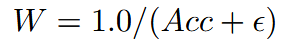 W = 1.0/(Acc + ϵ)